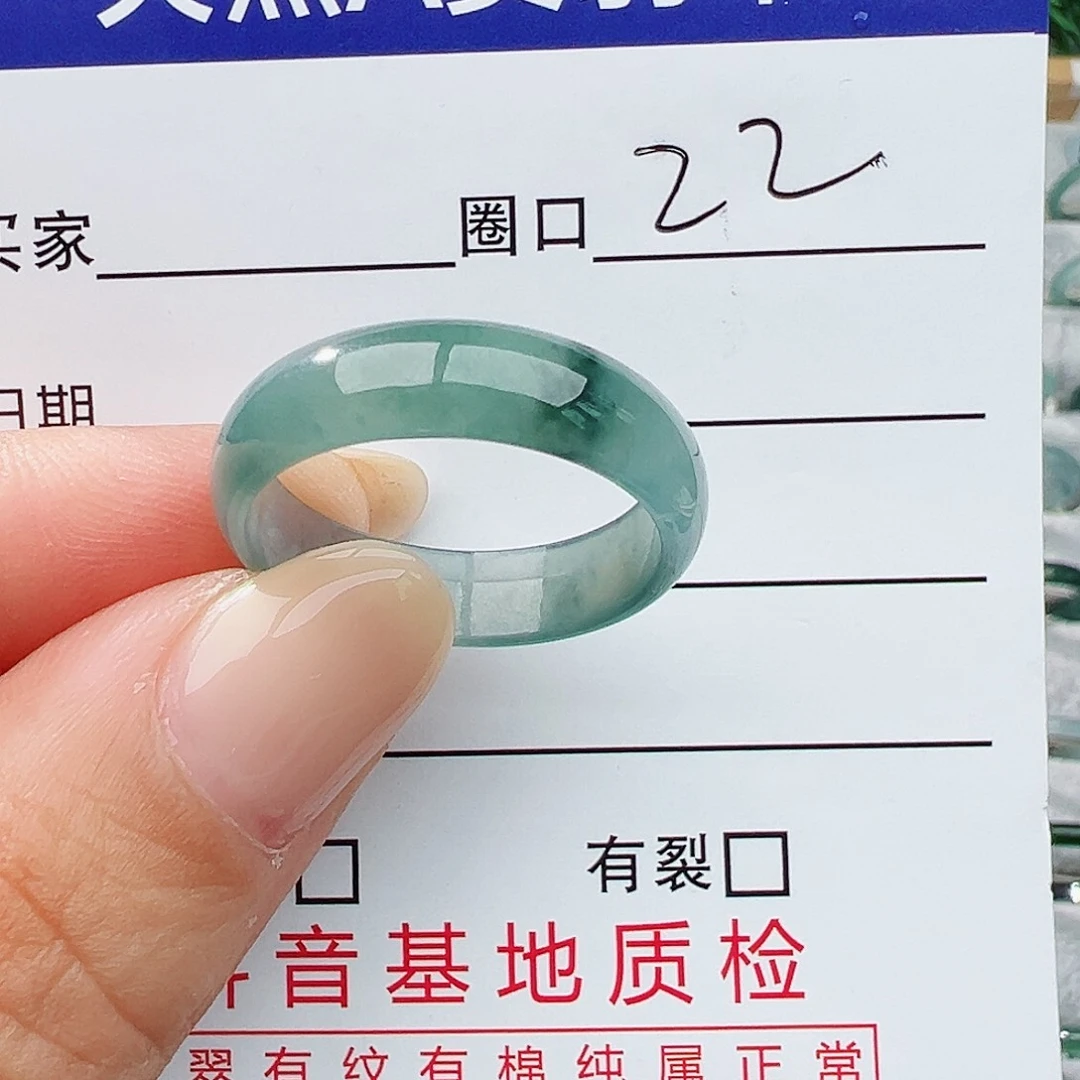 买家 圈口 22
日期
有裂
音基地质检
翠有纹有棉纯属正常